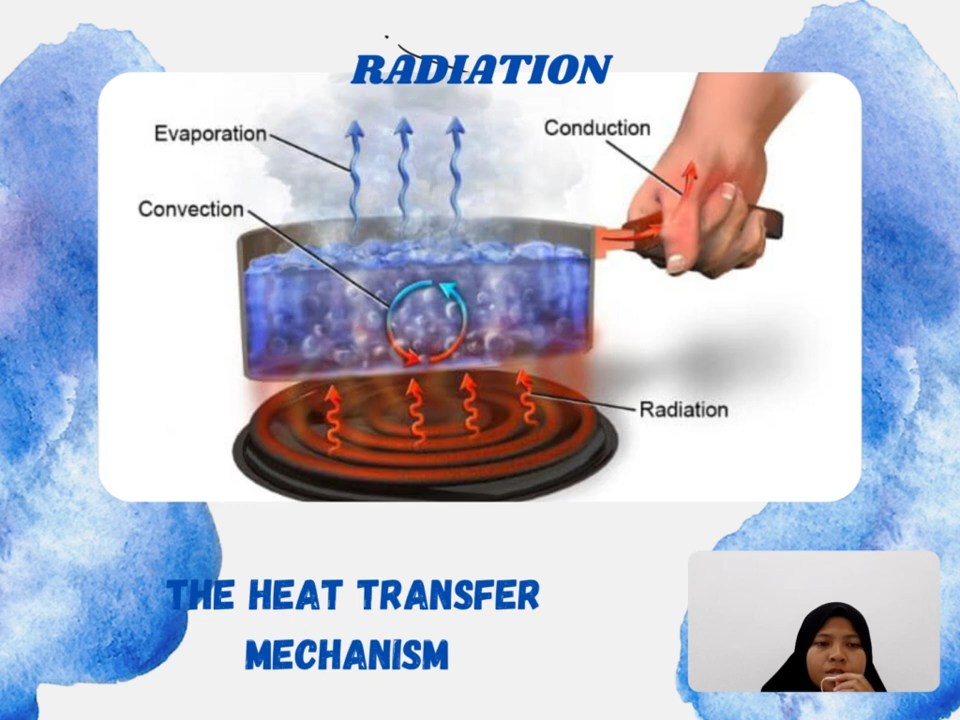 RADIATION
Evaporation
Conduction
Convection
Radiation
THE HEAT TRANSFER
MECHANISM